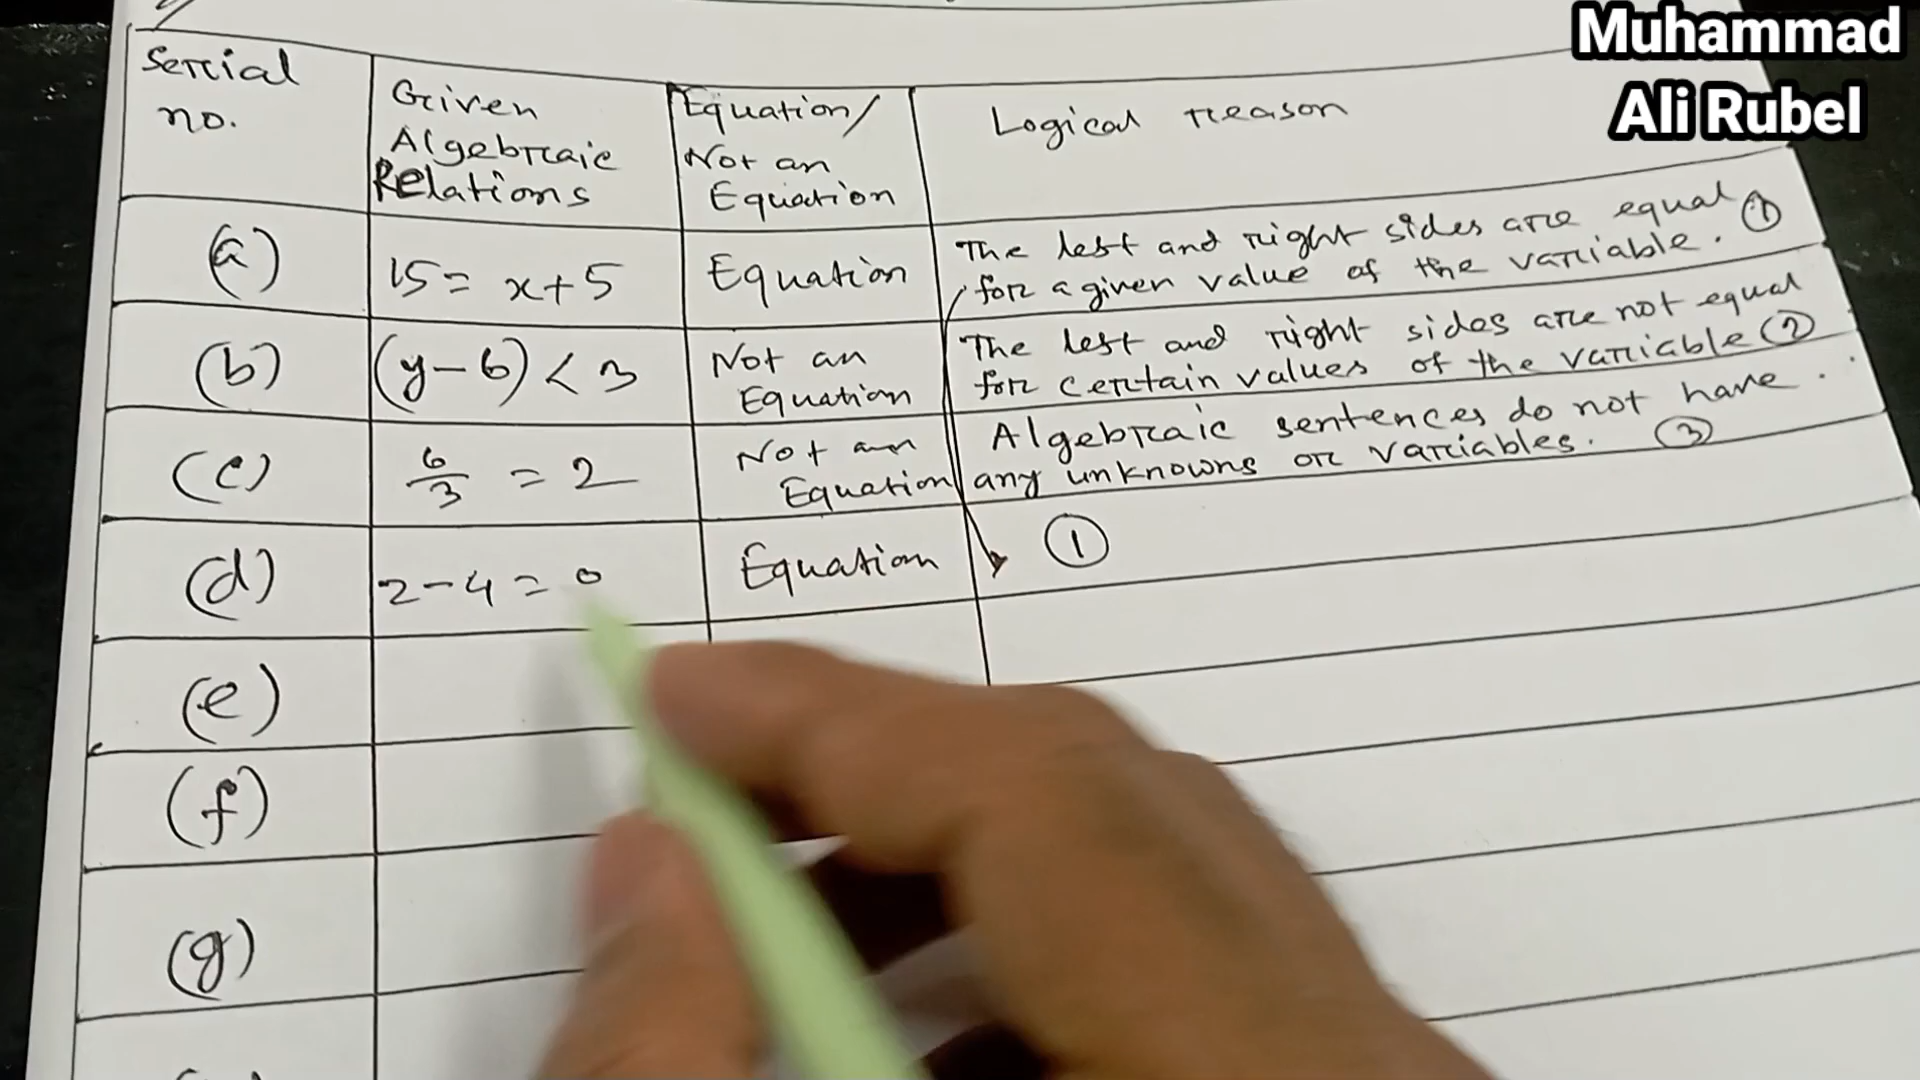 Muhammad
Ali Rubel
Serial
no.
Given
Algebraic
Relations
Equation/
Not an
Equation
Logical reason
(a)
15 = x+5
Equation
The lest and right sides are equal
for a given value of the variable. ①
(b)
(y-6) < 3
Not an
Equation
The lest and right sides are not equal
for certain values of the variable ②
(c)
6/3 = 2
Not an
Equation
Algebraic sentences do not have
any unknowns or variables. ③
(d)
2-4 = 0
Equation
①
(e)
(f)
(g)